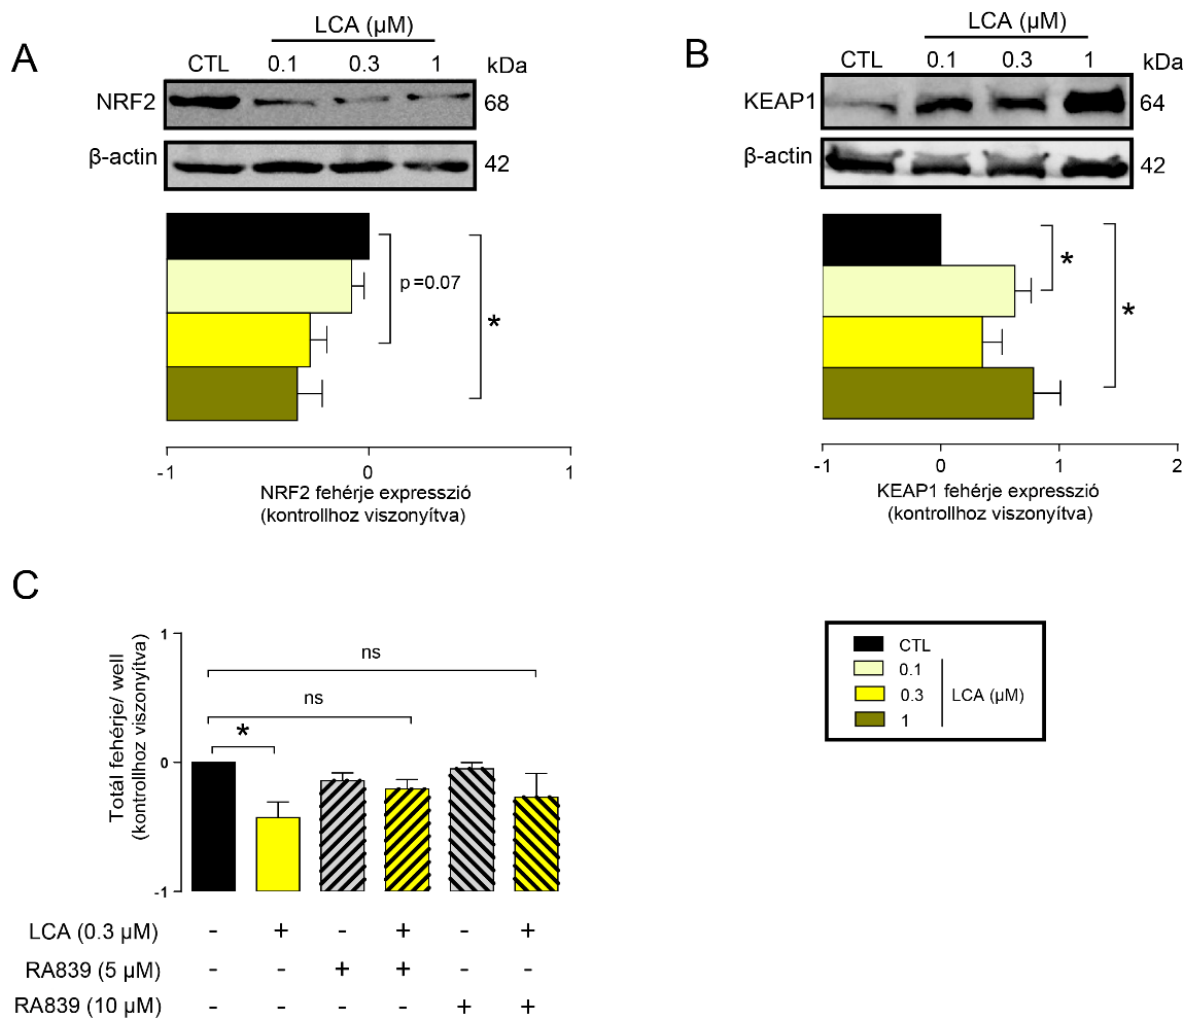 A
LCA (µM)
CTL 0.1 0.3 1 kDa
NRF2 68
β-actin 42
p=0.07
*
-1 0 1
NRF2 fehérje expresszió
(kontrollhoz viszonyítva)
B
LCA (µM)
CTL 0.1 0.3 1 kDa
KEAP1 64
β-actin 42
*
*
-1 0 1 2
KEAP1 fehérje expresszió
(kontrollhoz viszonyítva)
C
Totál fehérje/ well
(kontrollhoz viszonyítva)
1
0
-1
ns
ns
*
LCA (0.3 µM) - + - + - +
RA839 (5 µM) - - + + - -
RA839 (10 µM) - - - - + +
CTL
0.1
0.3
1
LCA (µM)